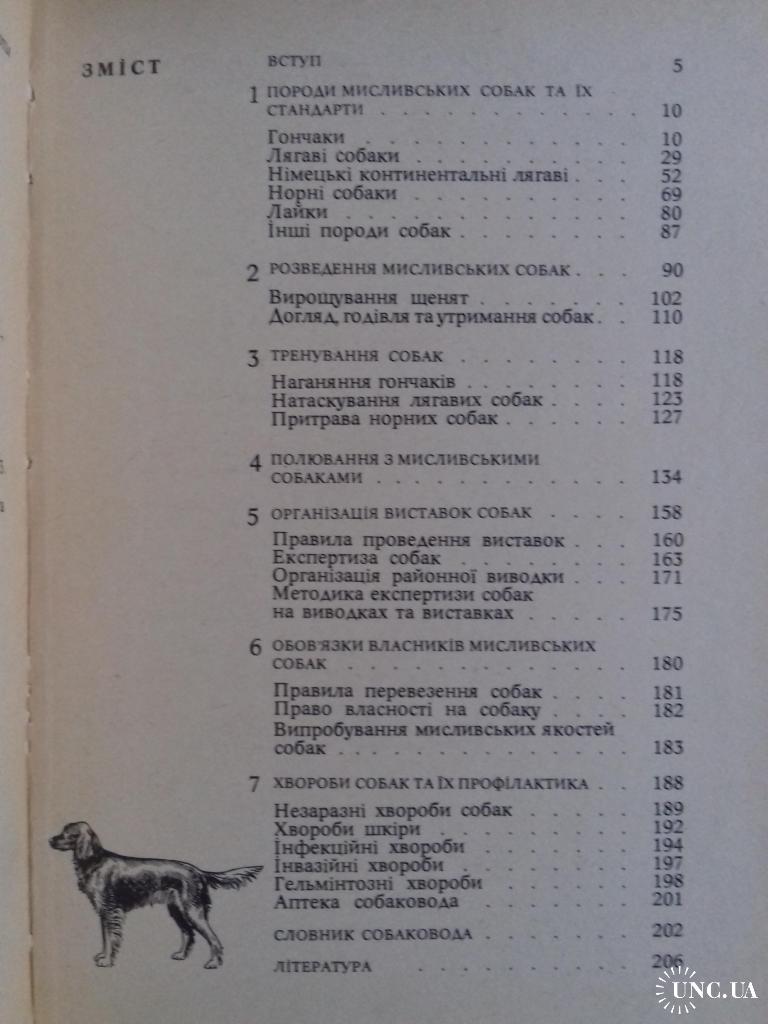 ЗМІСТ
ВСТУП 5
1 ПОРОДИ МИСЛИВСЬКИХ СОБАК ТА ЇХ
СТАНДАРТИ . . . . . . . . . . . . 10
Гончаки . . . . . . . . . . . . 10
Лягаві собаки . . . . . . . . . . 29
Німецькі континентальні лягаві . . . 52
Норні собаки . . . . . . . . . . 69
Лайки . . . . . . . . . . . . . 80
Інші породи собак . . . . . . . . 87
2 РОЗВЕДЕННЯ МИСЛИВСЬКИХ СОБАК . . . 90
Вирощування щенят . . . . . . . 102
Догляд, годівля та утримання собак . . 110
3 ТРЕНУВАННЯ СОБАК . . . . . . . . 118
Наганяння гончаків . . . . . . . 118
Натаскування лягавих собак . . . . 123
Притрава норних собак . . . . . . 127
4 ПОЛЮВАННЯ З МИСЛИВСЬКИМИ
СОБАКАМИ . . . . . . . . . . . . 134
5 ОРГАНІЗАЦІЯ ВИСТАВОК СОБАК . . . . 158
Правила проведення виставок . . . 160
Експертиза собак . . . . . . . . 163
Організація районної виводки . . . 171
Методика експертизи собак
на виводках та виставках . . . . . 175
6 ОБОВ'ЯЗКИ ВЛАСНИКІВ МИСЛИВСЬКИХ
СОБАК . . . . . . . . . . . . . 180
Правила перевезення собак . . . . 181
Право власності на собаку . . . . 182
Випробування мисливських якостей
собак . . . . . . . . . . . . . 183
7 ХВОРОБИ СОБАК ТА ЇХ ПРОФІЛАКТИКА . . 188
Незаразні хвороби собак . . . . . 189
Хвороби шкіри . . . . . . . . . 192
Інфекційні хвороби . . . . . . . 194
Інвазійні хвороби . . . . . . . . 197
Гельмінтозні хвороби . . . . . . 198
Аптека собаковода . . . . . . . 201
СЛОВНИК СОБАКОВОДА . . . . . . . 202
ЛІТЕРАТУРА . . . . . . . . . . 206
UNC.UA